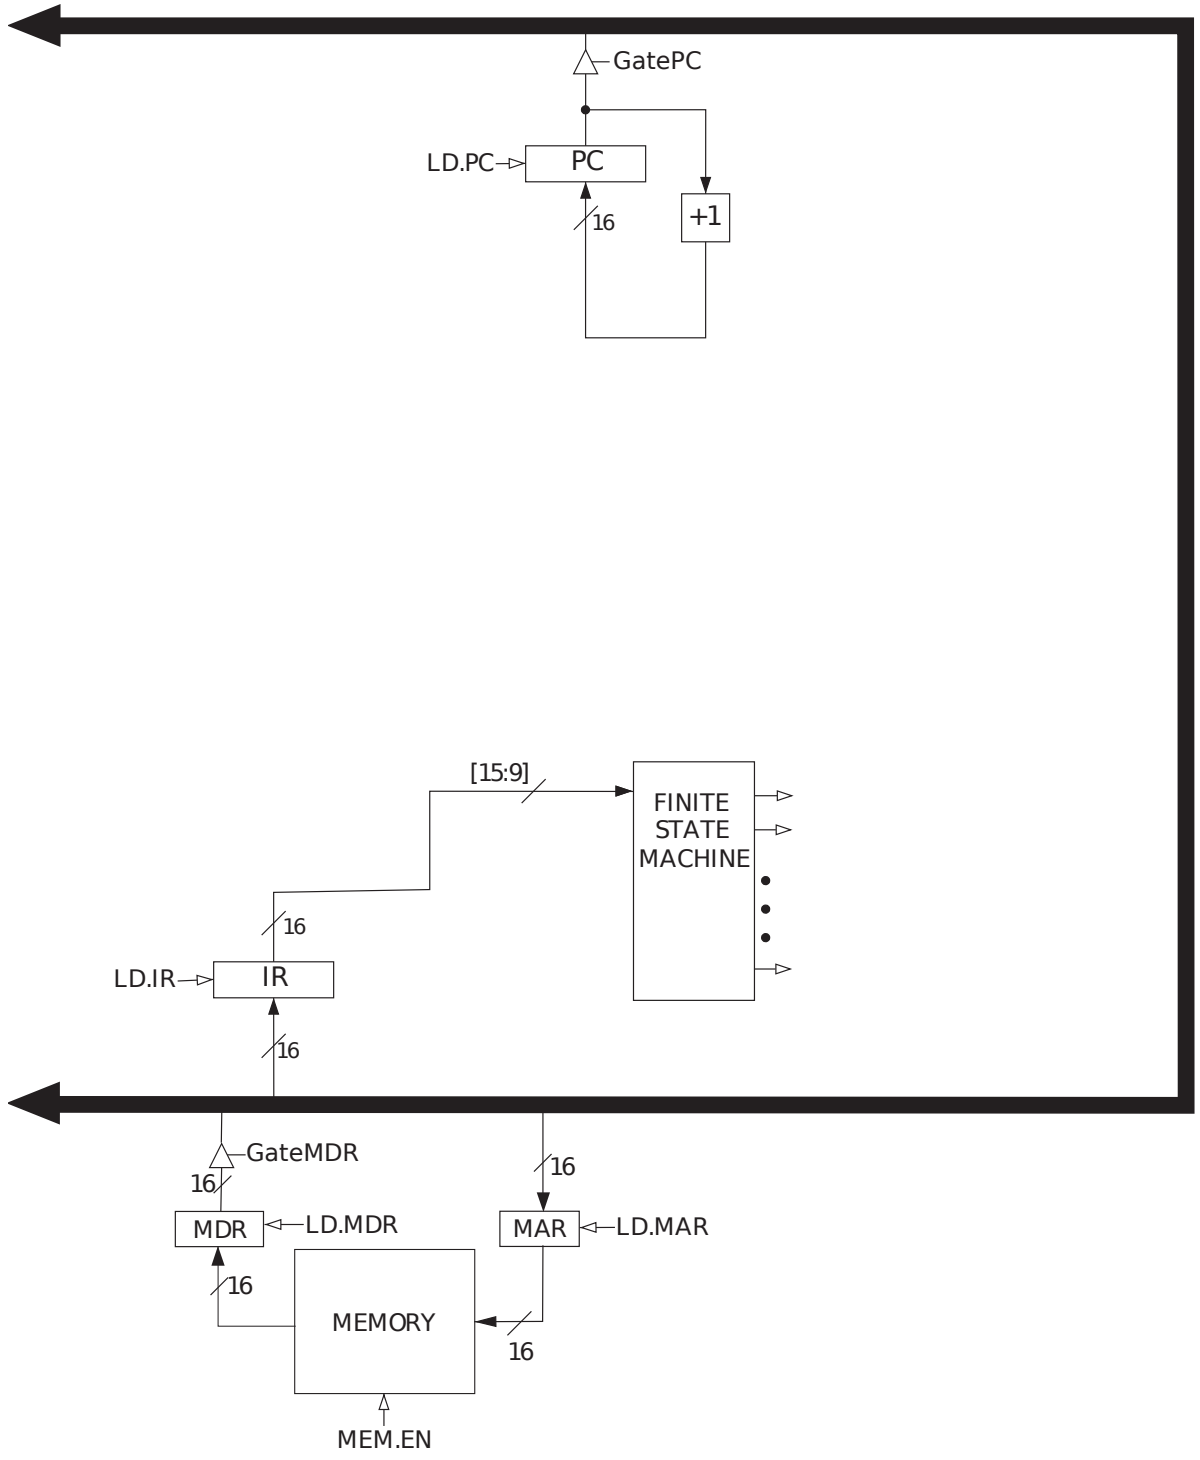 GatePC
LD.PC
PC
+1
16
[15:9]
FINITE
STATE
MACHINE
16
LD.IR
IR
16
GateMDR
16
16
MDR
LD.MDR
MAR
LD.MAR
16
MEMORY
16
MEM.EN